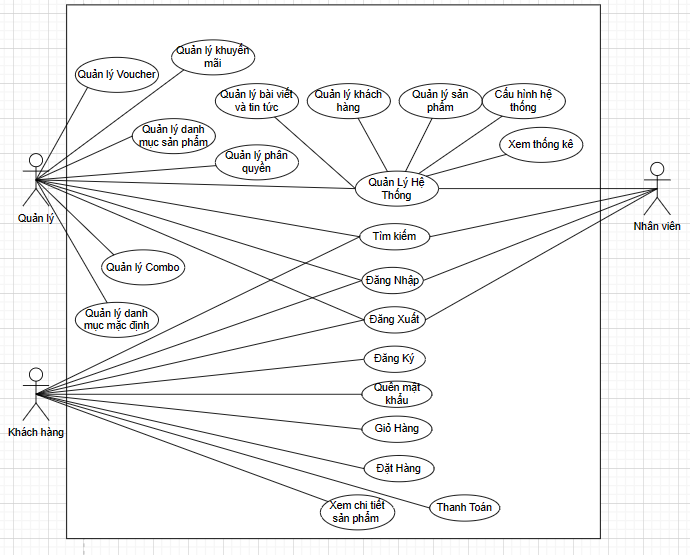 Quản lý khuyến
mãi
Quản lý Voucher
Quản lý bài viết
và tin tức
Quản lý khách
hàng
Quản lý sản
phẩm
Cấu hình hệ
thống
Quản lý danh
mục sản phẩm
Quản lý phân
quyền
Xem thống kê
Quản Lý Hệ
Thống
Quản lý
Nhân viên
Tìm kiếm
Quản lý Combo
Đăng Nhập
Quản lý danh
mục mặc định
Đăng Xuất
Đăng Ký
Quên mật
khẩu
Khách hàng
Giỏ Hàng
Đặt Hàng
Xem chi tiết
sản phẩm
Thanh Toán